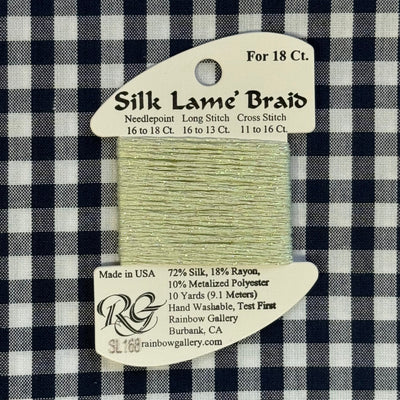 For 18 Ct.
Silk Lame' Braid
Needlepoint Long Stitch Cross Stitch
16 to 18 Ct. 16 to 13 Ct. 11 to 16 Ct.
Made in USA
RG
SL168
72% Silk, 18% Rayon,
10% Metalized Polyester
10 Yards (9.1 Meters)
Hand Washable, Test First
Rainbow Gallery
Burbank, CA
rainbowgallery.com